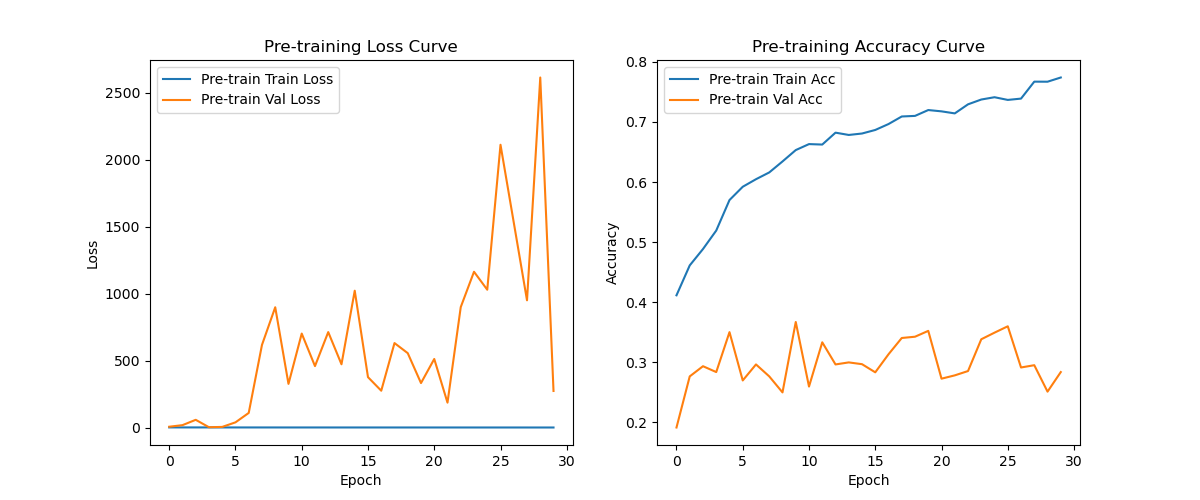 Pre-training Loss Curve
Pre-train Train Loss
Pre-train Val Loss
2500
2000
1500
1000
500
0
Loss
0 5 10 15 20 25 30
Epoch
Pre-training Accuracy Curve
Pre-train Train Acc
Pre-train Val Acc
0.8
0.7
0.6
0.5
0.4
0.3
0.2
Accuracy
0 5 10 15 20 25 30
Epoch